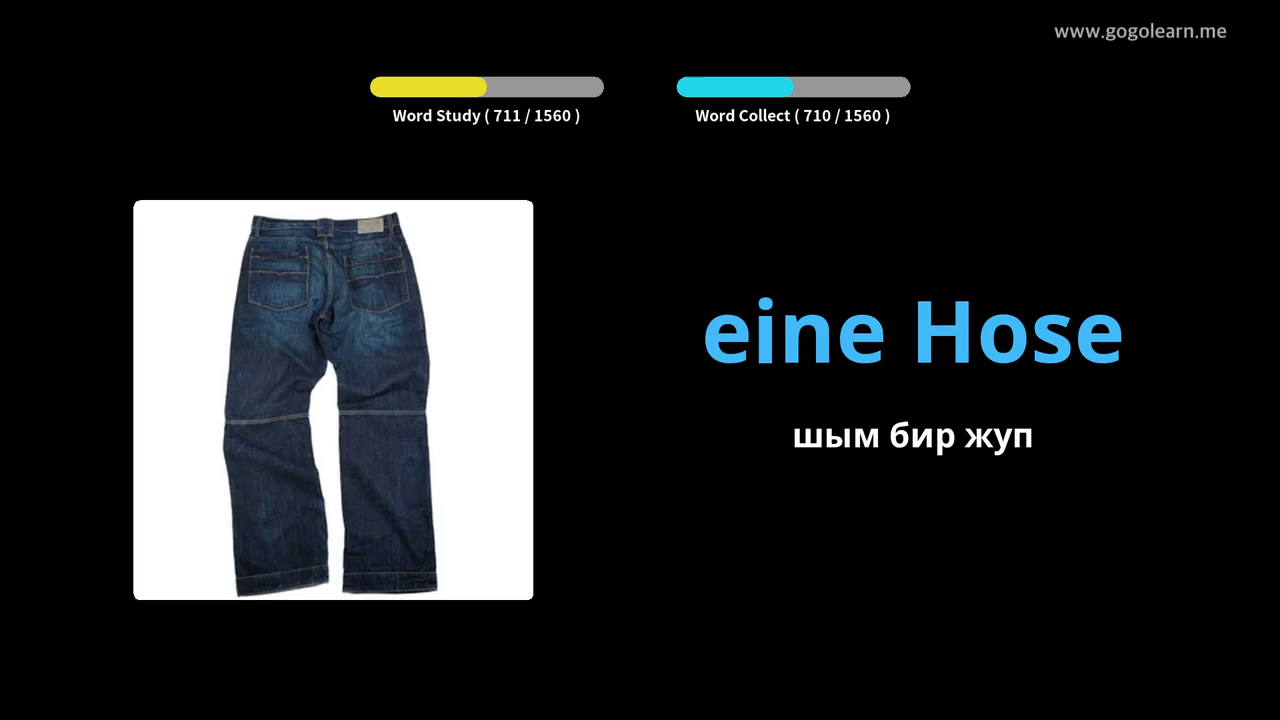 www.gogolearn.me
Word Study ( 711 / 1560 )
Word Collect ( 710 / 1560 )
eine Hose
шым бир жуп